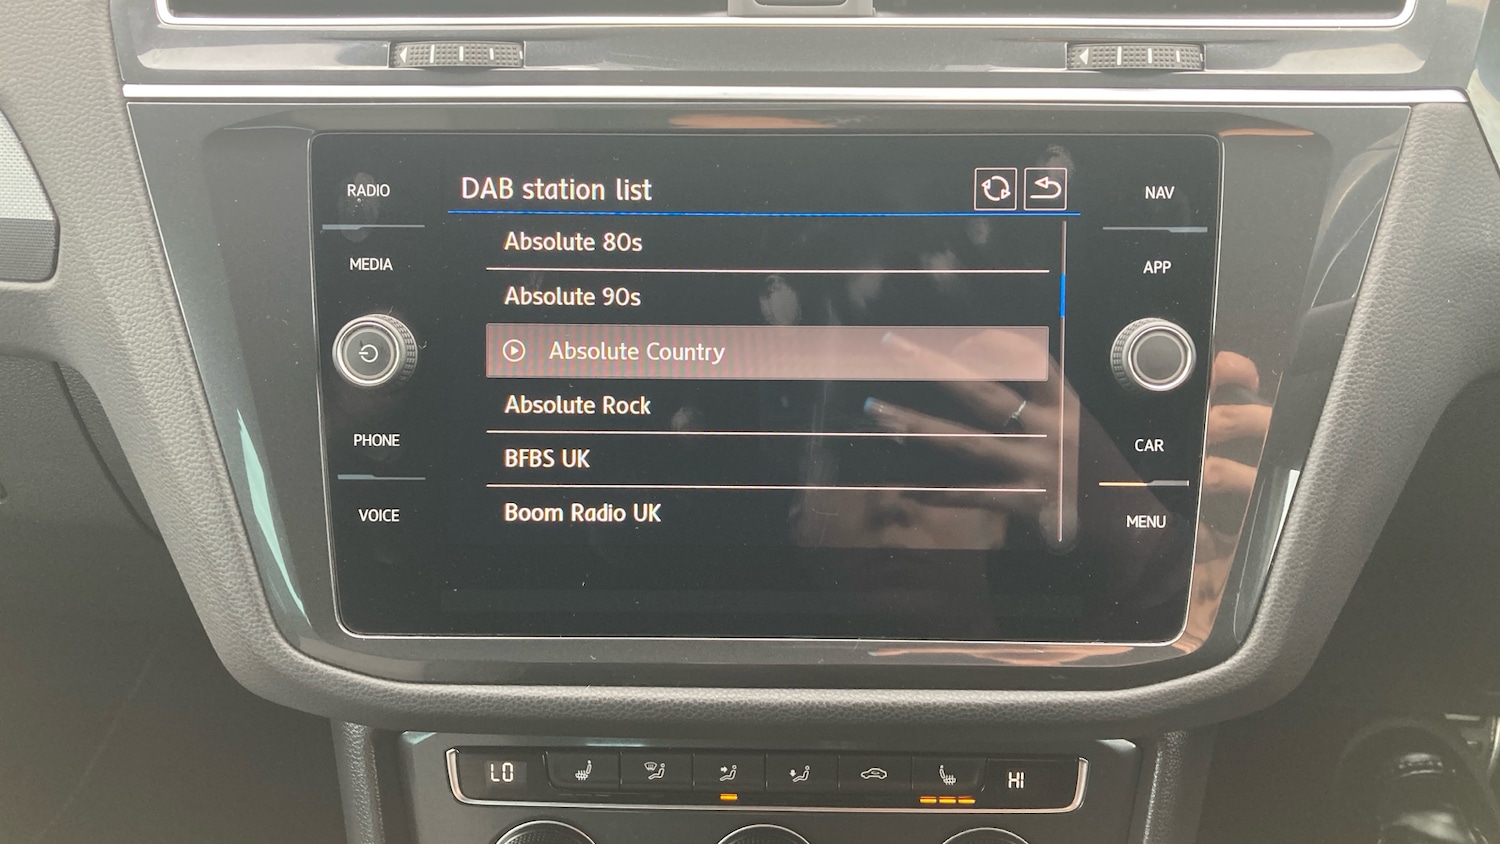 RADIO
MEDIA
PHONE
VOICE
DAB station list
Absolute 80s
Absolute 90s
Absolute Country
Absolute Rock
BFBS UK
Boom Radio UK
NAV
APP
CAR
MENU
LO
HI